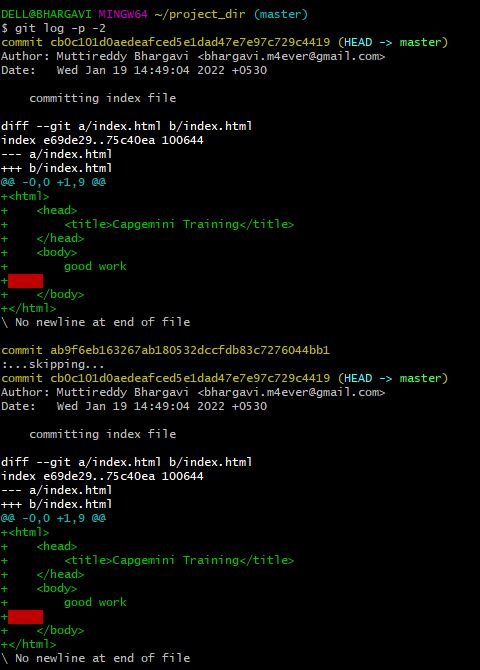 DELL@BHARGAVI MINGW64 ~/project_dir (master)
$ git log -p -2
commit cb0c101d0aedeafced5e1dad47e7e97c729c4419 (HEAD -> master)
Author: Muttireddy Bhargavi <bhargavi.m4ever@gmail.com>
Date:   Wed Jan 19 14:49:04 2022 +0530

    committing index file

diff --git a/index.html b/index.html
index e69de29..75c40ea 100644
--- a/index.html
+++ b/index.html
@@ -0,0 +1,9 @@
+<html>
+    <head>
+        <title>Capgemini Training</title>
+    </head>
+    <body>
+        good work
+
+    </body>
+</html>
\ No newline at end of file

commit ab9f6eb163267ab180532dccfdb83c7276044bb1
:...skipping...
commit cb0c101d0aedeafced5e1dad47e7e97c729c4419 (HEAD -> master)
Author: Muttireddy Bhargavi <bhargavi.m4ever@gmail.com>
Date:   Wed Jan 19 14:49:04 2022 +0530

    committing index file

diff --git a/index.html b/index.html
index e69de29..75c40ea 100644
--- a/index.html
+++ b/index.html
@@ -0,0 +1,9 @@
+<html>
+    <head>
+        <title>Capgemini Training</title>
+    </head>
+    <body>
+        good work
+
+    </body>
+</html>
\ No newline at end of file